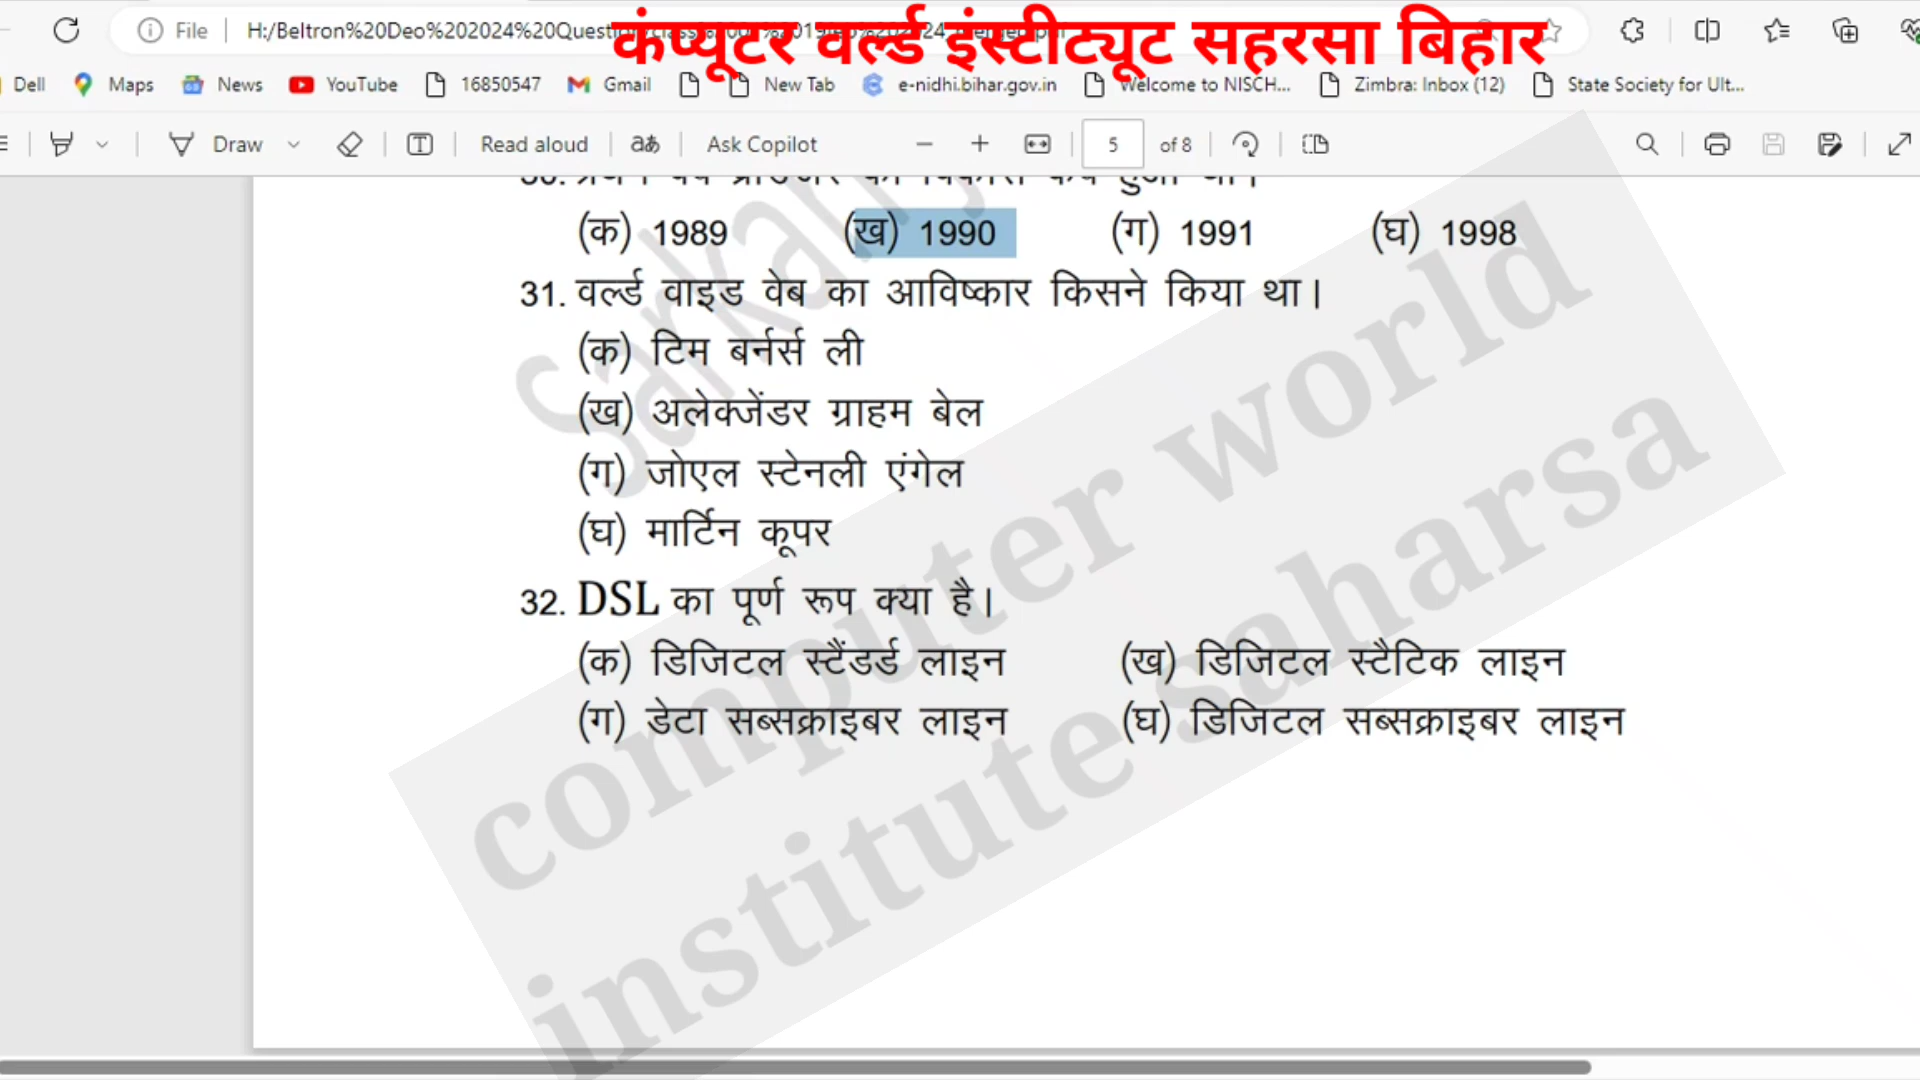 File H:/Beltron%20Deo%202024%20Quest
कंप्यूटर वर्ल्ड इंस्टीट्यूट सहरसा बिहार
Dell Maps News YouTube 16850547 Gmail New Tab e-nidhi.bihar.gov.in Welcome to NISCH... Zimbra: Inbox (12) State Society for Ult...
Draw Read aloud aあ Ask Copilot 5 of 8
(क) 1989 (ख) 1990 (ग) 1991 (घ) 1998
31. वर्ल्ड वाइड वेब का आविष्कार किसने किया था।
(क) टिम बर्नर्स ली
(ख) अलेक्जेंडर ग्राहम बेल
(ग) जोएल स्टेनली एंगेल
(घ) मार्टिन कूपर
32. DSL का पूर्ण रूप क्या है।
(क) डिजिटल स्टैंडर्ड लाइन (ख) डिजिटल स्टैटिक लाइन
(ग) डेटा सब्सक्राइबर लाइन (घ) डिजिटल सब्सक्राइबर लाइन
computer world
institute saharsa